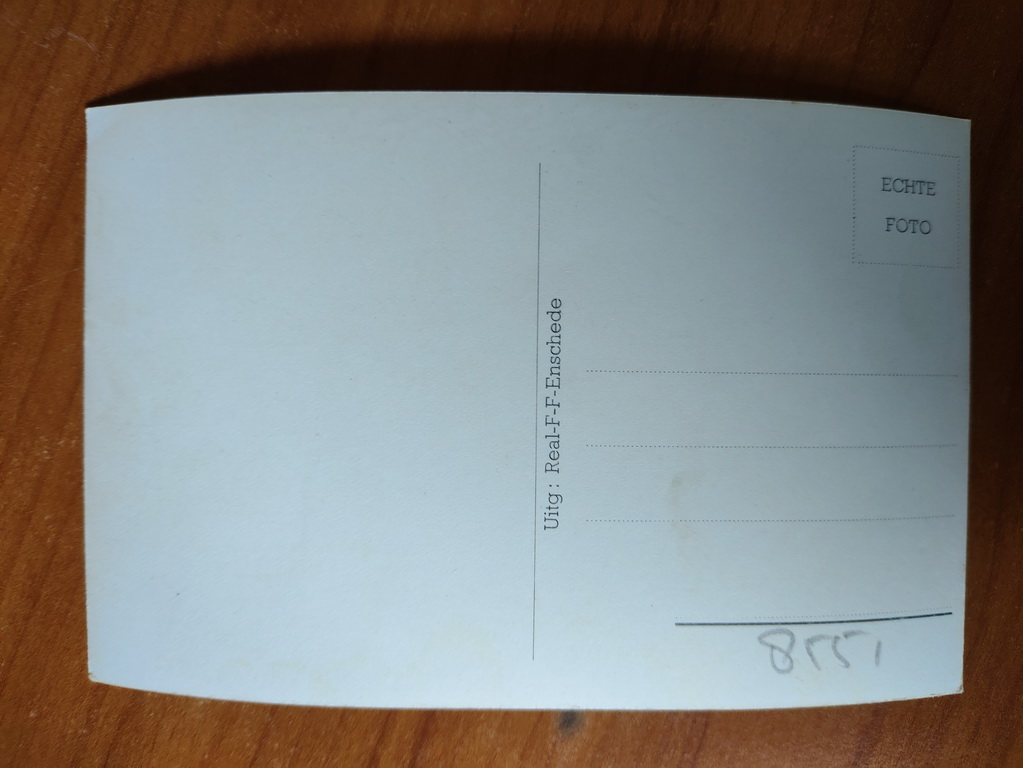 ECHTE
FOTO
Uitg: Real-F-F-Enschede
8551